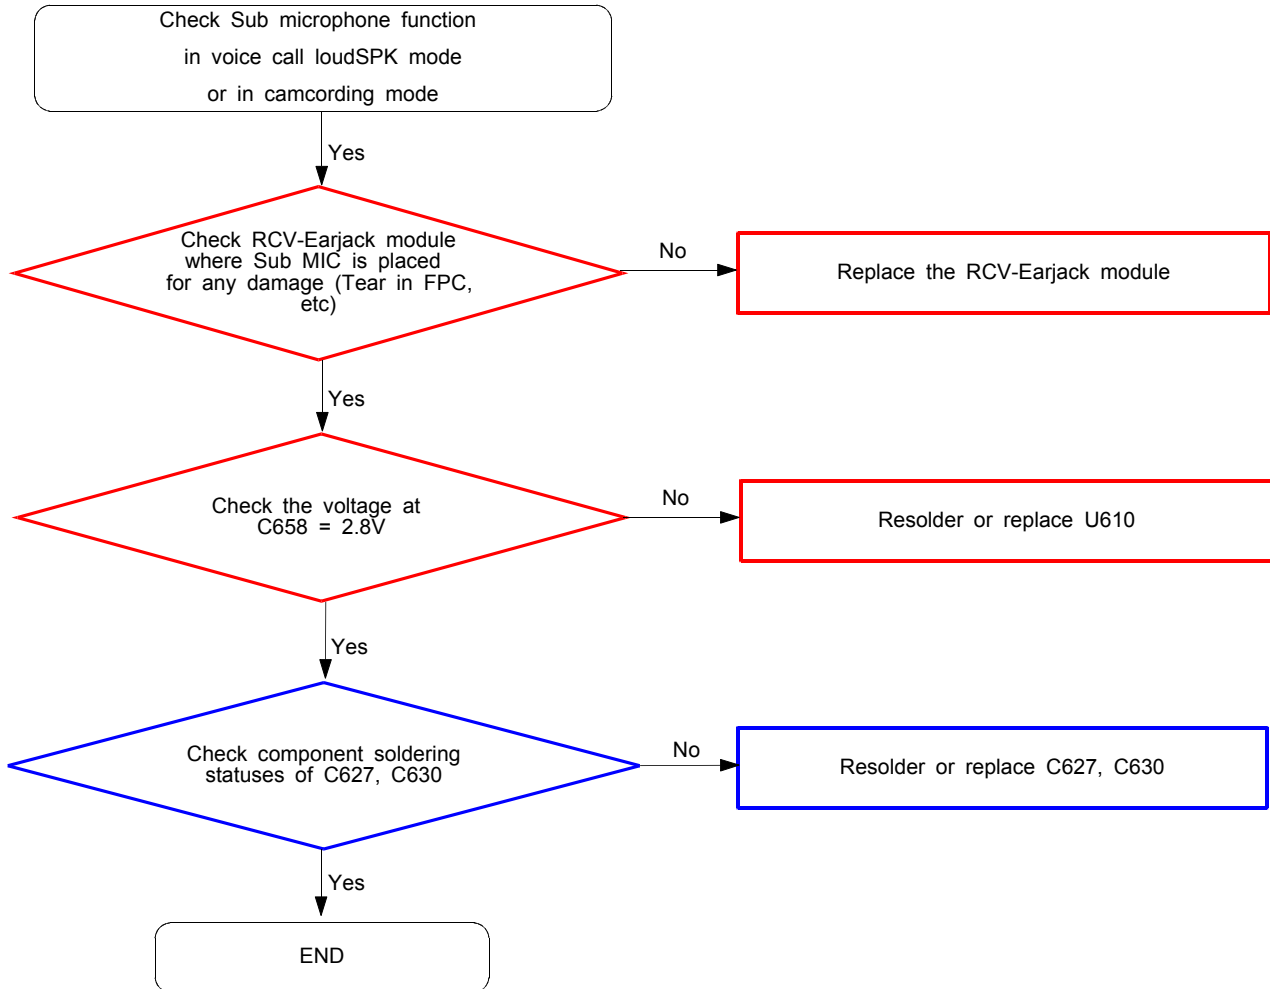 Check Sub microphone function
in voice call loudSPK mode
or in camcording mode
Yes
Check RCV-Earjack module
where Sub MIC is placed
for any damage (Tear in FPC,
etc)
No
Replace the RCV-Earjack module
Yes
Check the voltage at
C658 = 2.8V
No
Resolder or replace U610
Yes
Check component soldering
statuses of C627, C630
No
Resolder or replace C627, C630
Yes
END